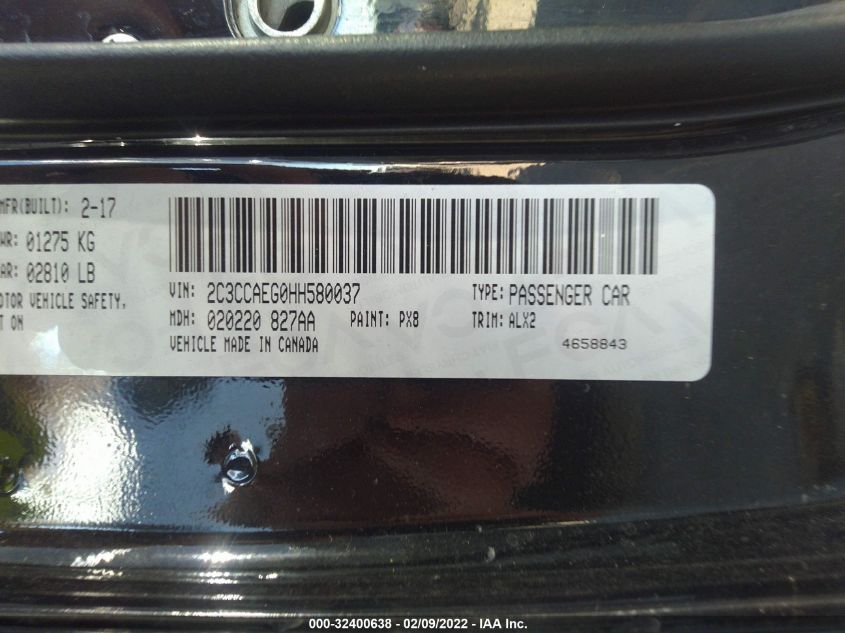 MFR(BUILT): 2-17
WR: 01275 KG
AR: 02810 LB
OTOR VEHICLE SAFETY,
T ON
VIN: 2C3CCAEG0HH580037 TYPE: PASSENGER CAR
MDH: 020220 827AA PAINT: PX8 TRIM: ALX2
VEHICLE MADE IN CANADA 4658843
000-32400638 - 02/09/2022 - IAA Inc.